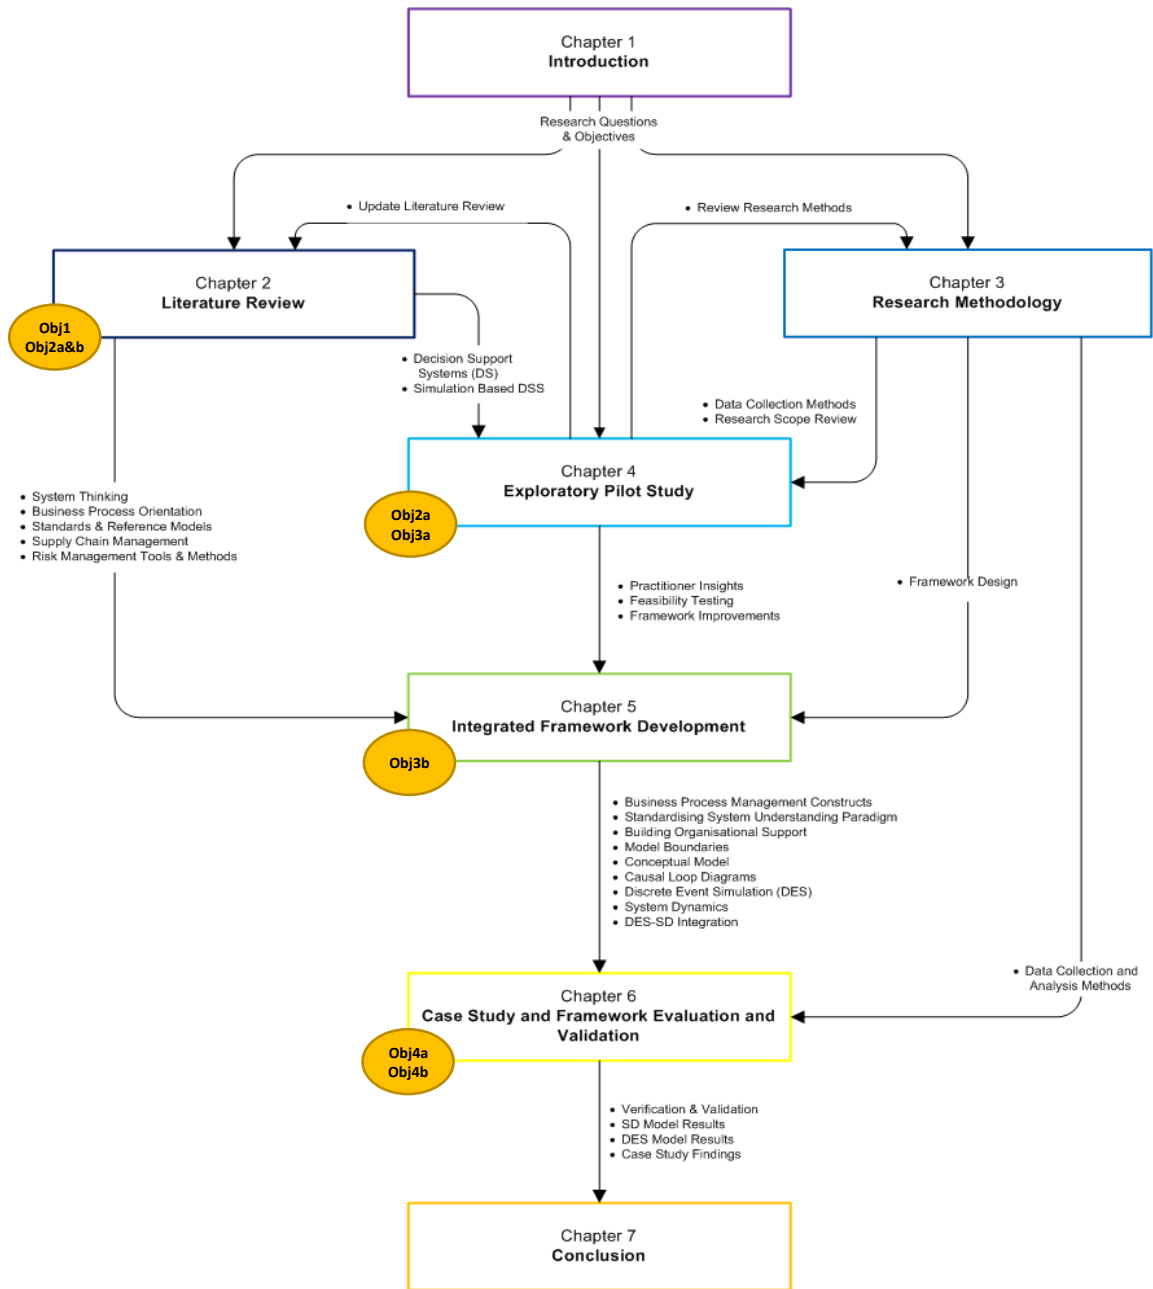 Chapter 1
Introduction
Research Questions
& Objectives
• Update Literature Review
• Review Research Methods
Chapter 2
Literature Review
Chapter 3
Research Methodology
Obj1
Obj2a&b
• Decision Support
Systems (DS)
• Simulation Based DSS
• Data Collection Methods
• Research Scope Review
Chapter 4
Exploratory Pilot Study
Obj2a
Obj3a
• System Thinking
• Business Process Orientation
• Standards & Reference Models
• Supply Chain Management
• Risk Management Tools & Methods
• Practitioner Insights
• Feasibility Testing
• Framework Improvements
• Framework Design
Chapter 5
Integrated Framework Development
Obj3b
• Business Process Management Constructs
• Standardising System Understanding Paradigm
• Building Organisational Support
• Model Boundaries
• Conceptual Model
• Causal Loop Diagrams
• Discrete Event Simulation (DES)
• System Dynamics
• DES-SD Integration
• Data Collection and
Analysis Methods
Chapter 6
Case Study and Framework Evaluation and
Validation
Obj4a
Obj4b
• Verification & Validation
• SD Model Results
• DES Model Results
• Case Study Findings
Chapter 7
Conclusion